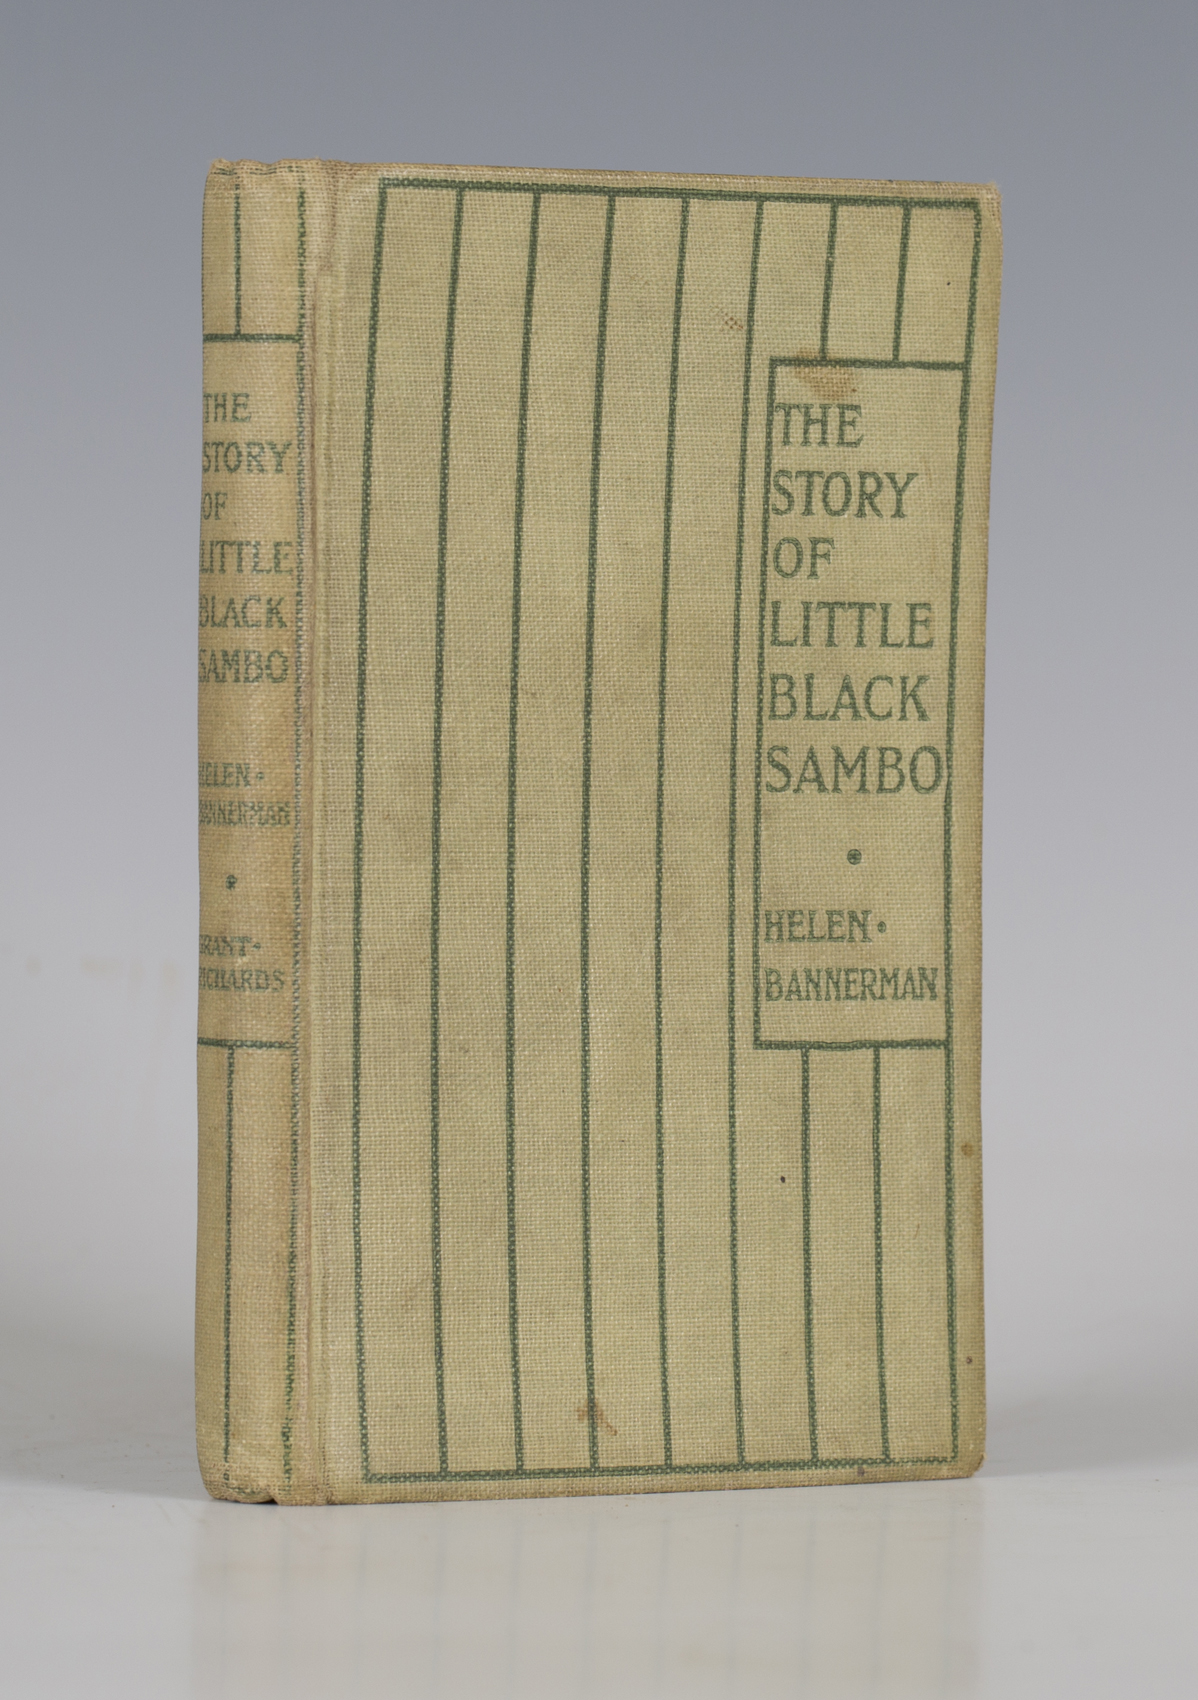 THE
STORY
OF
LITTLE
BLACK
SAMBO
HELEN•
BANNERMAN
•
GRANT•
RICHARDS
THE
STORY
OF
LITTLE
BLACK
SAMBO
•
HELEN•
BANNERMAN